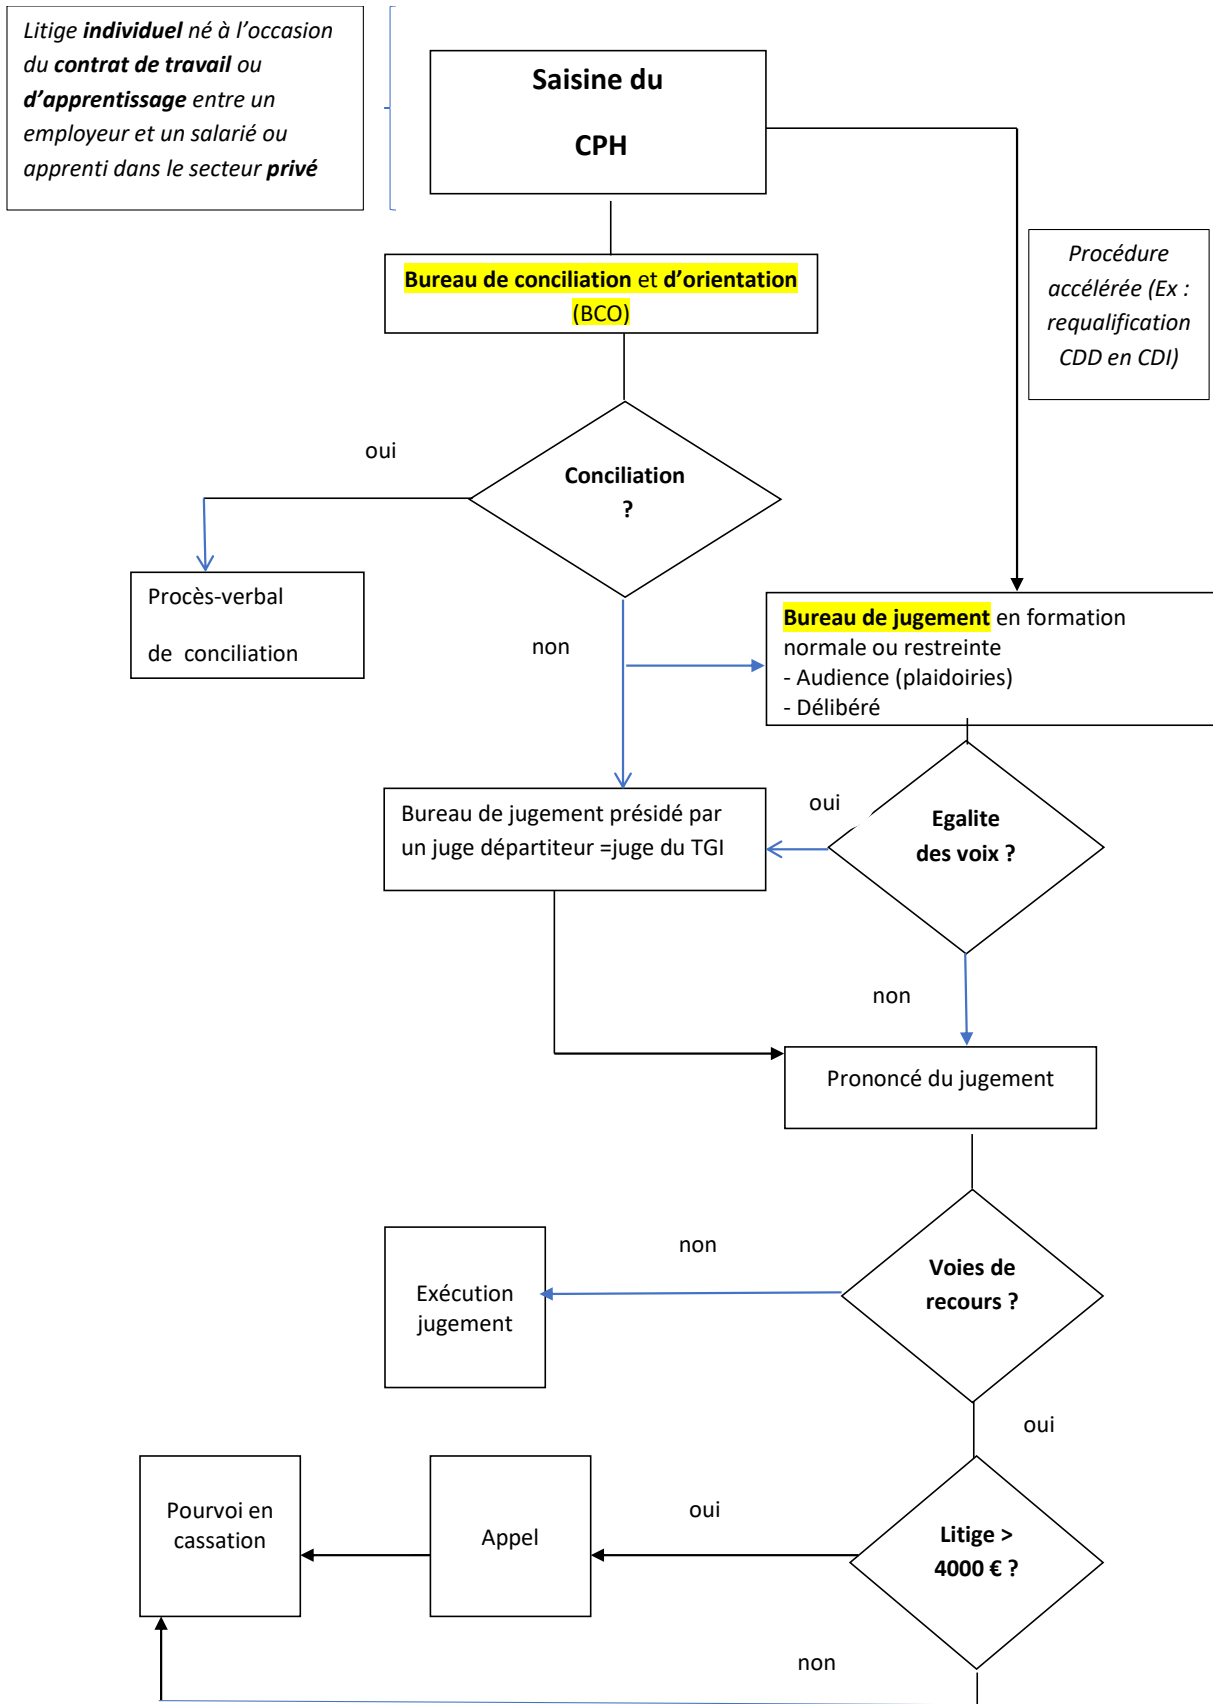 Litige individuel né à l’occasion
du contrat de travail ou
d’apprentissage entre un
employeur et un salarié ou
apprenti dans le secteur privé
Saisine du
CPH
Bureau de conciliation et d’orientation
(BCO)
Procédure
accélérée (Ex :
requalification
CDD en CDI)
oui
Conciliation
?
Procès-verbal
de conciliation
non
Bureau de jugement en formation
normale ou restreinte
- Audience (plaidoiries)
- Délibéré
Bureau de jugement présidé par
un juge départiteur =juge du TGI
oui
Egalite
des voix ?
non
Prononcé du jugement
non
Voies de
recours ?
Exécution
jugement
oui
Pourvoi en
cassation
Appel
oui
Litige >
4000 € ?
non